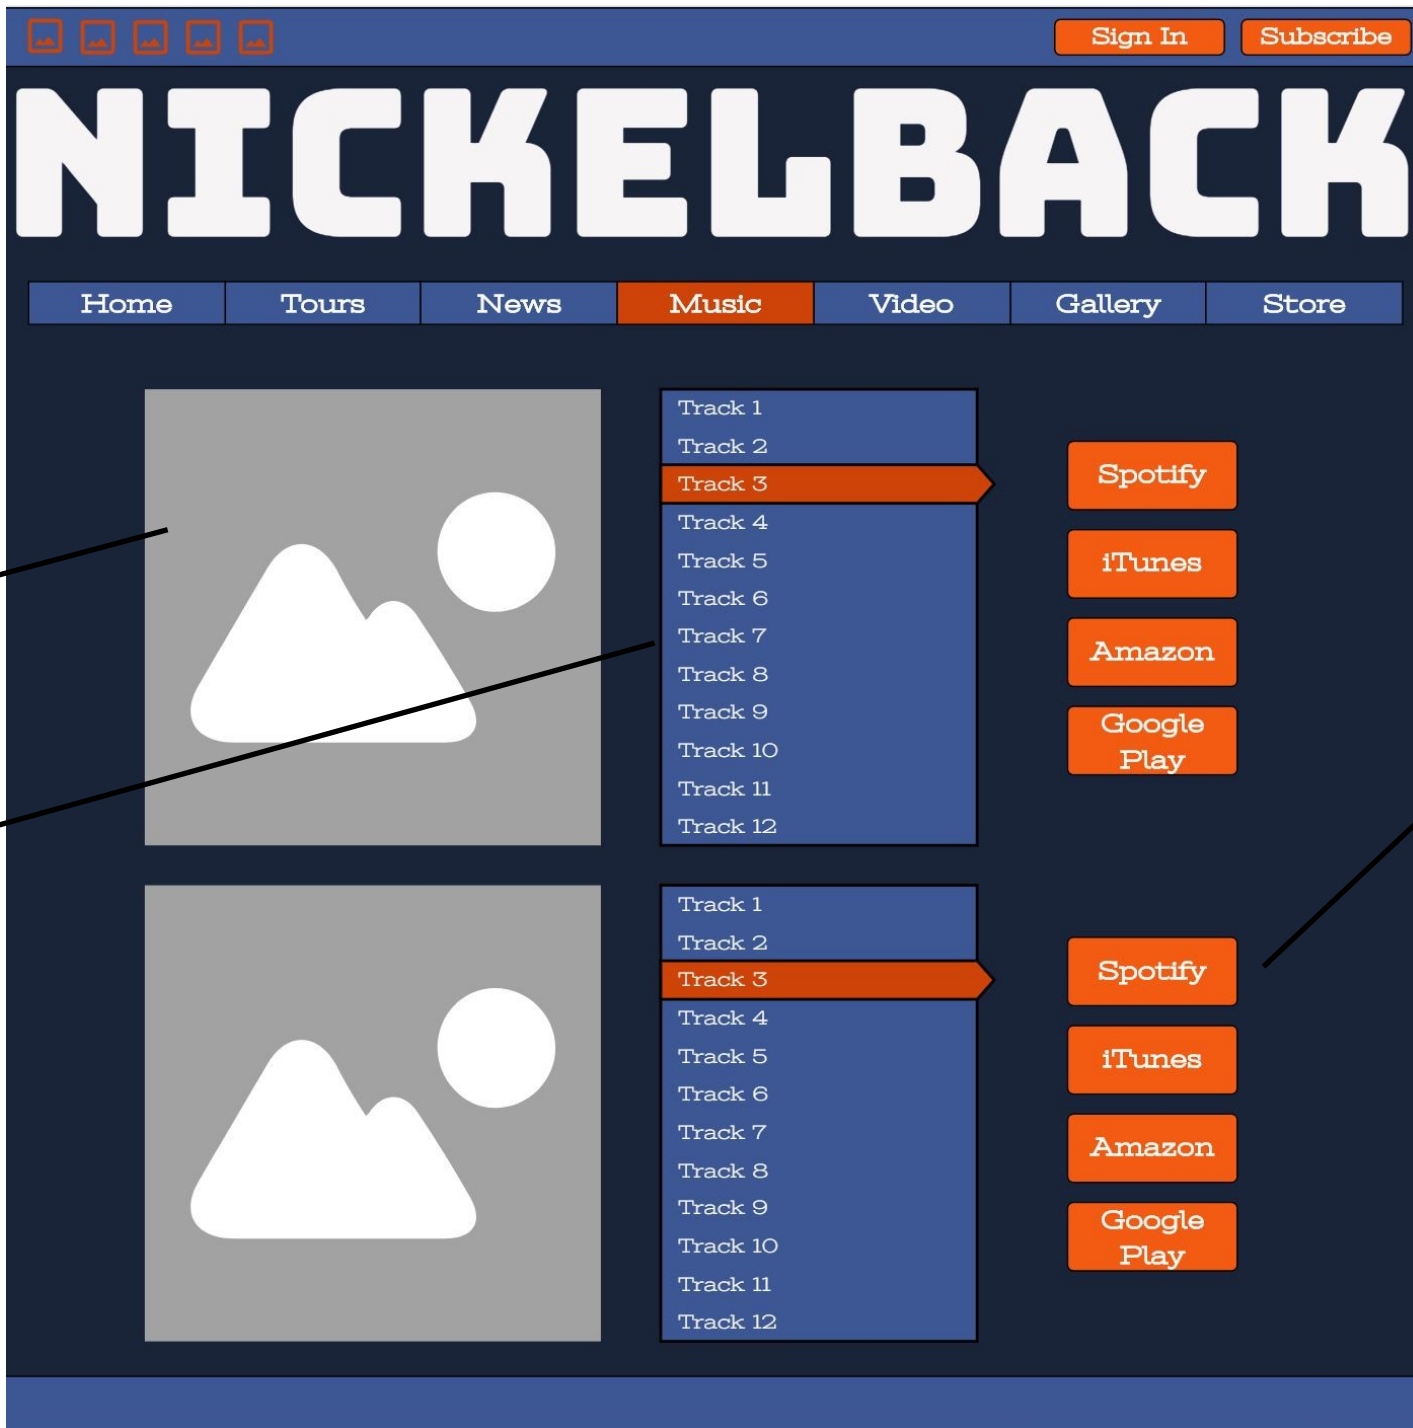 Sign In Subscribe
NICKELBACK
Home Tours News Music Video Gallery Store
Track 1
Track 2
Track 3
Track 4
Track 5
Track 6
Track 7
Track 8
Track 9
Track 10
Track 11
Track 12
Spotify
iTunes
Amazon
Google
Play
Track 1
Track 2
Track 3
Track 4
Track 5
Track 6
Track 7
Track 8
Track 9
Track 10
Track 11
Track 12
Spotify
iTunes
Amazon
Google
Play